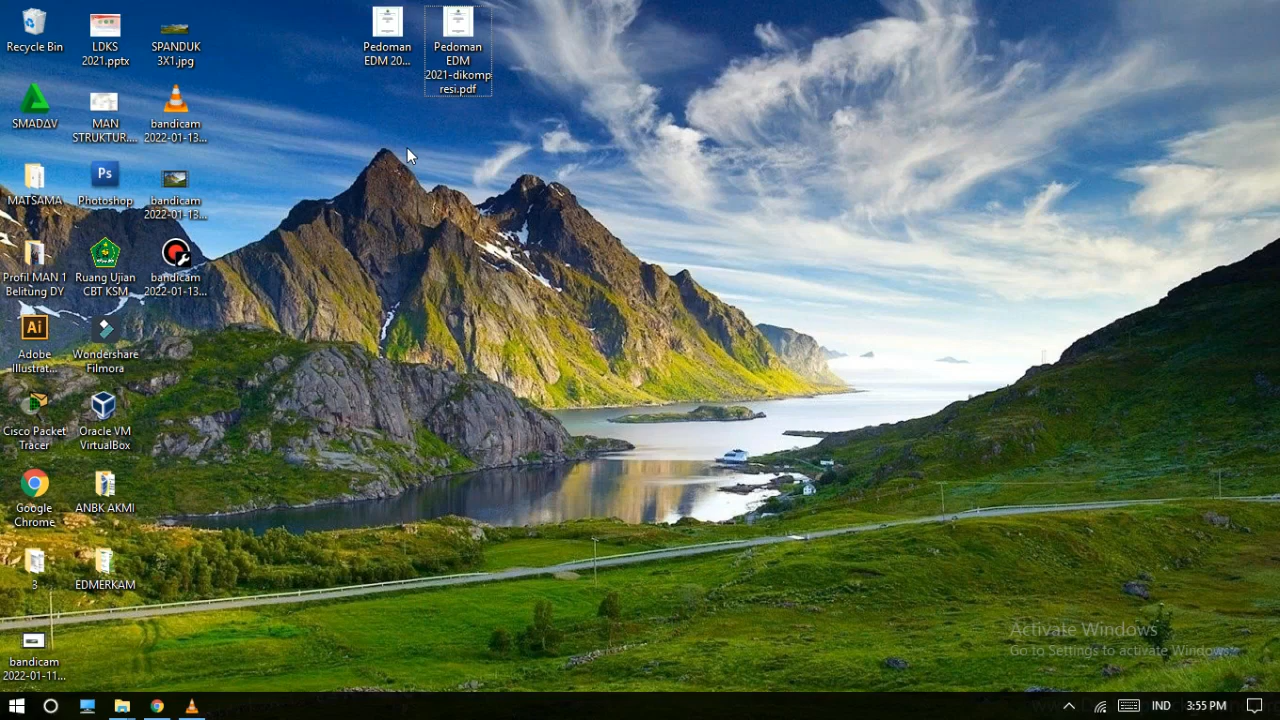 Recycle Bin
LDKS
2021.pptx
SPANDUK
3X1.jpg
Pedoman
EDM 20...
Pedoman
EDM
2021-dikomp
resi.pdf
SMADΔV
MAN
STRUKTUR....
bandicam
2022-01-13...
MATSAMA
Ps
Photoshop
bandicam
2022-01-13...
Profil MAN 1
Belitung DY
Ruang Ujian
CBT KSM
bandicam
2022-01-13...
Ai
Adobe
Illustrat...
Wondershare
Filmora
Cisco Packet
Tracer
Oracle VM
VirtualBox
Google
Chrome
ANBK AKMI
3
EDMERKAM
bandicam
2022-01-11...
Activate Windows
Go to Settings to activate Windows.
IND
3:55 PM